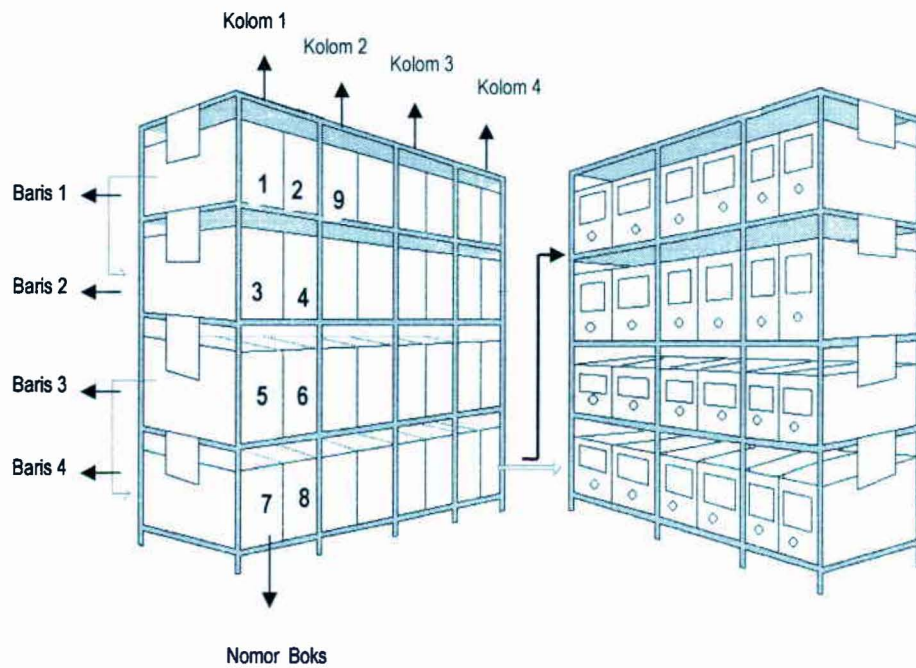 Kolom 1
Kolom 2
Kolom 3
Kolom 4
Baris 1
1 2 9
Baris 2
3 4
Baris 3
5 6
Baris 4
7 8
Nomor Boks